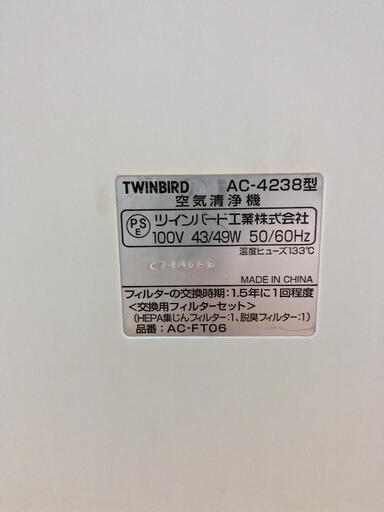 TWINBIRD AC-4238型
空気清浄機
PS
E
ツインバード工業株式会社
100V 43/49W 50/60Hz
温度ヒューズ133℃
MADE IN CHINA
フィルターの交換時期:1.5年に1回程度
<交換用フィルターセット>
(HEPA集じんフィルター:1、脱臭フィルター:1)
品番:AC-FT06